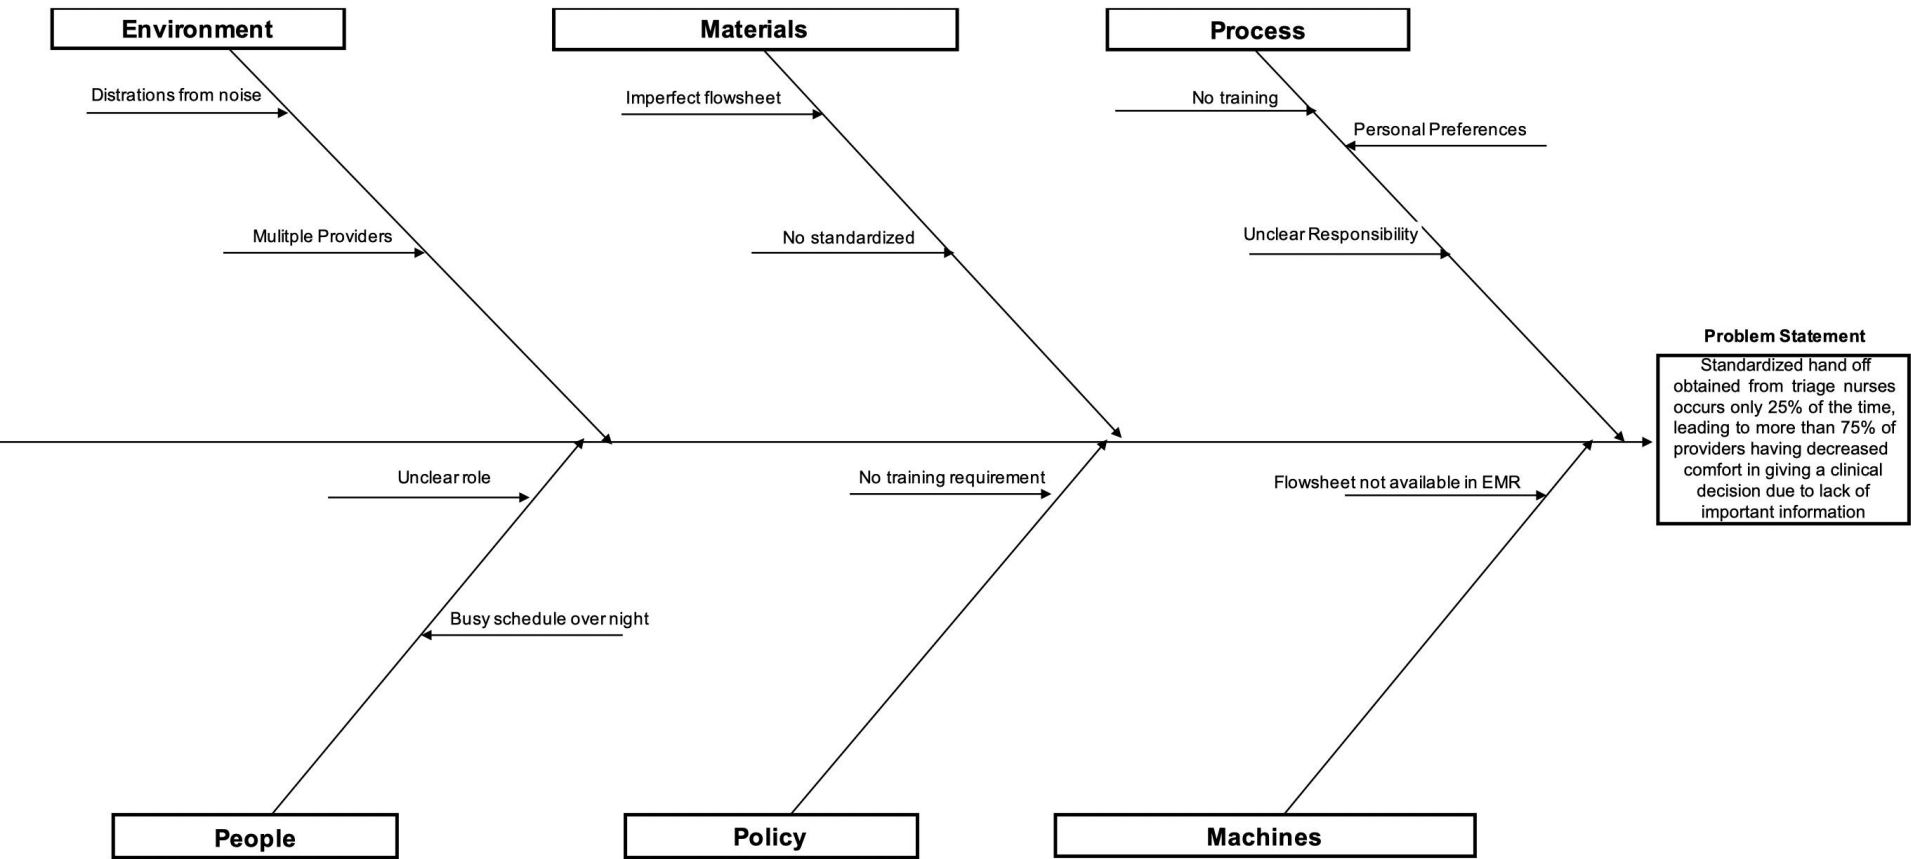 Environment
Materials
Process
Distrations from noise
Imperfect flowsheet
No training
Personal Preferences
Mulitple Providers
No standardized
Unclear Responsibility
Problem Statement
Standardized hand off
obtained from triage nurses
occurs only 25% of the time,
leading to more than 75% of
providers having decreased
comfort in giving a clinical
decision due to lack of
important information
Unclear role
No training requirement
Flowsheet not available in EMR
Busy schedule over night
People
Policy
Machines